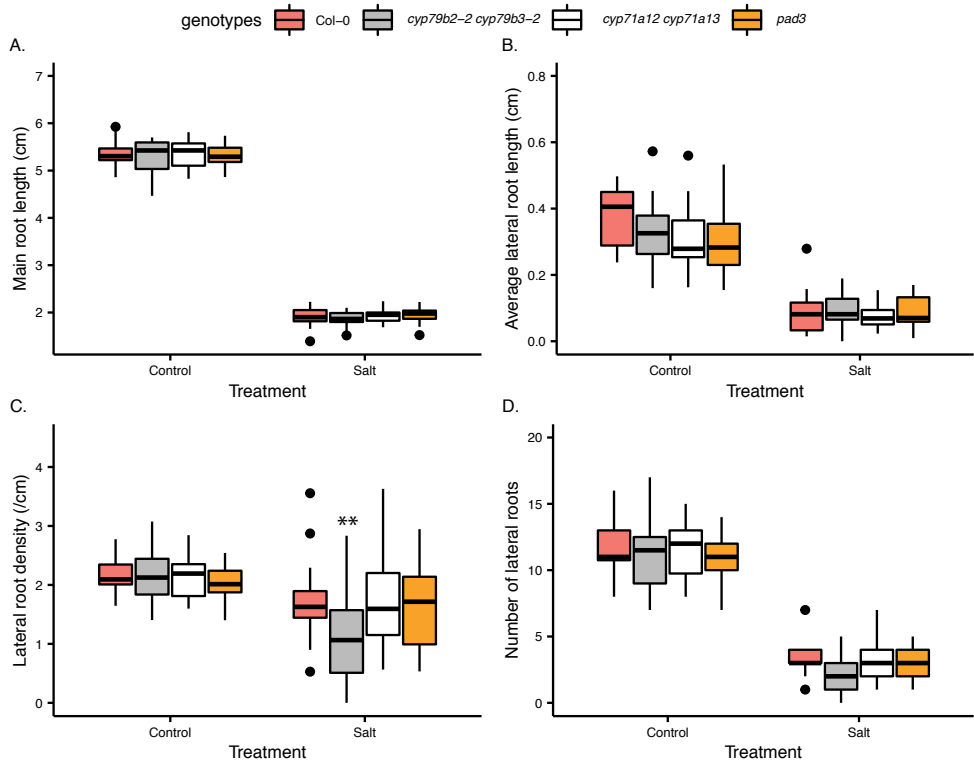 genotypes Col-0 cyp79b2-2 cyp79b3-2 cyp71a12 cyp71a13 pad3
A.
Main root length (cm)
7
6
5
4
3
2
Control Salt
Treatment
B.
Average lateral root length (cm)
0.8
0.6
0.4
0.2
0.0
Control Salt
Treatment
C.
Lateral root density (/cm)
4
3
2
1
0
**
Control Salt
Treatment
D.
Number of lateral roots
20
15
10
5
0
Control Salt
Treatment